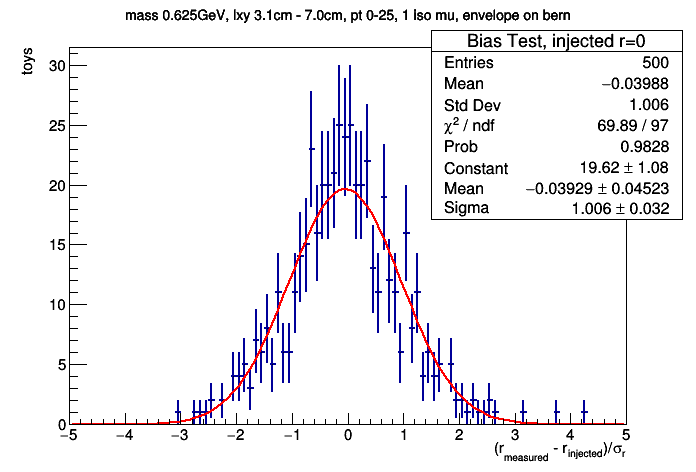 mass 0.625GeV, lxy 3.1cm - 7.0cm, pt 0-25, 1 Iso mu, envelope on bern
Bias Test, injected r=0
Entries 500
Mean −0.03988
Std Dev 1.006
χ² / ndf 69.89 / 97
Prob 0.9828
Constant 19.62 ± 1.08
Mean −0.03929 ± 0.04523
Sigma 1.006 ± 0.032
toys
30
25
20
15
10
5
0
−5 −4 −3 −2 −1 0 1 2 3 4 5
(r_measured - r_injected)/σ_r